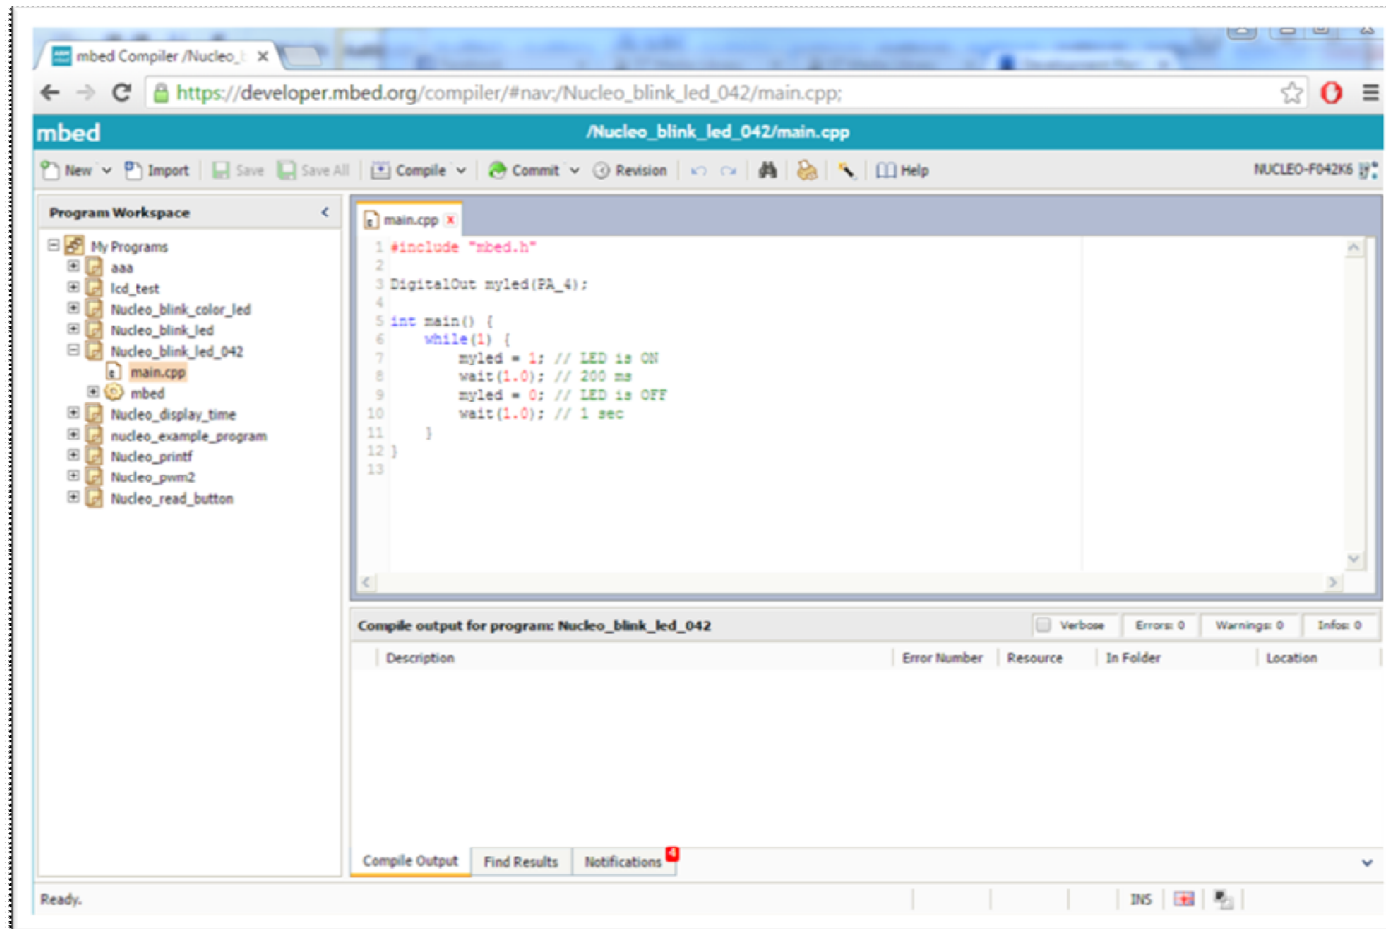 mbed Compiler /Nucleo_
https://developer.mbed.org/compiler/#nav:/Nucleo_blink_led_042/main.cpp;
mbed /Nucleo_blink_led_042/main.cpp
New Import Save Save All Compile Commit Revision Help NUCLEO-F042K6
Program Workspace
My Programs
aaa
lcd_test
Nucleo_blink_color_led
Nucleo_blink_led
Nucleo_blink_led_042
main.cpp
mbed
Nucleo_display_time
nucleo_example_program
Nucleo_printf
Nucleo_pwm2
Nucleo_read_button
main.cpp
1 #include "mbed.h"
2
3 DigitalOut myled(PA_4);
4
5 int main() {
6 while(1) {
7 myled = 1; // LED is ON
8 wait(1.0); // 200 ms
9 myled = 0; // LED is OFF
10 wait(1.0); // 1 sec
11 }
12 }
13
Compile output for program: Nucleo_blink_led_042 Verbose Errors: 0 Warnings: 0 Infos: 0
Description Error Number Resource In Folder Location
Compile Output Find Results Notifications 4
Ready. INS